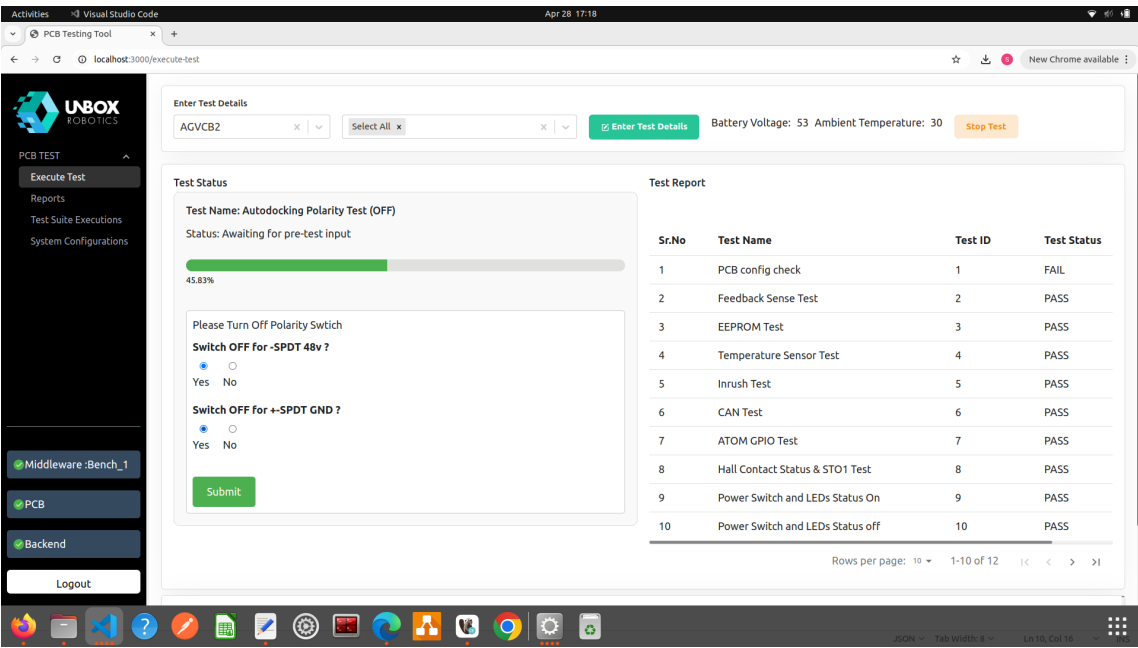 Activities Visual Studio Code Apr 28 17:18
PCB Testing Tool × +
localhost:3000/execute-test S New Chrome available
UNBOX
ROBOTICS
PCB TEST
Execute Test
Reports
Test Suite Executions
System Configurations
Middleware :Bench_1
PCB
Backend
Logout
Enter Test Details
AGVCB2 Select All × Enter Test Details Battery Voltage: 53 Ambient Temperature: 30 Stop Test
Test Status
Test Name: Autodocking Polarity Test (OFF)
Status: Awaiting for pre-test input
45.83%
Please Turn Off Polarity Swtich
Switch OFF for -SPDT 48v ?
Yes No
Switch OFF for +-SPDT GND ?
Yes No
Submit
Test Report
Sr.No Test Name Test ID Test Status
1 PCB config check 1 FAIL
2 Feedback Sense Test 2 PASS
3 EEPROM Test 3 PASS
4 Temperature Sensor Test 4 PASS
5 Inrush Test 5 PASS
6 CAN Test 6 PASS
7 ATOM GPIO Test 7 PASS
8 Hall Contact Status & STO1 Test 8 PASS
9 Power Switch and LEDs Status On 9 PASS
10 Power Switch and LEDs Status off 10 PASS
Rows per page: 10 1-10 of 12
JSON Tab Width: 8 Ln 10, Col 16 INS